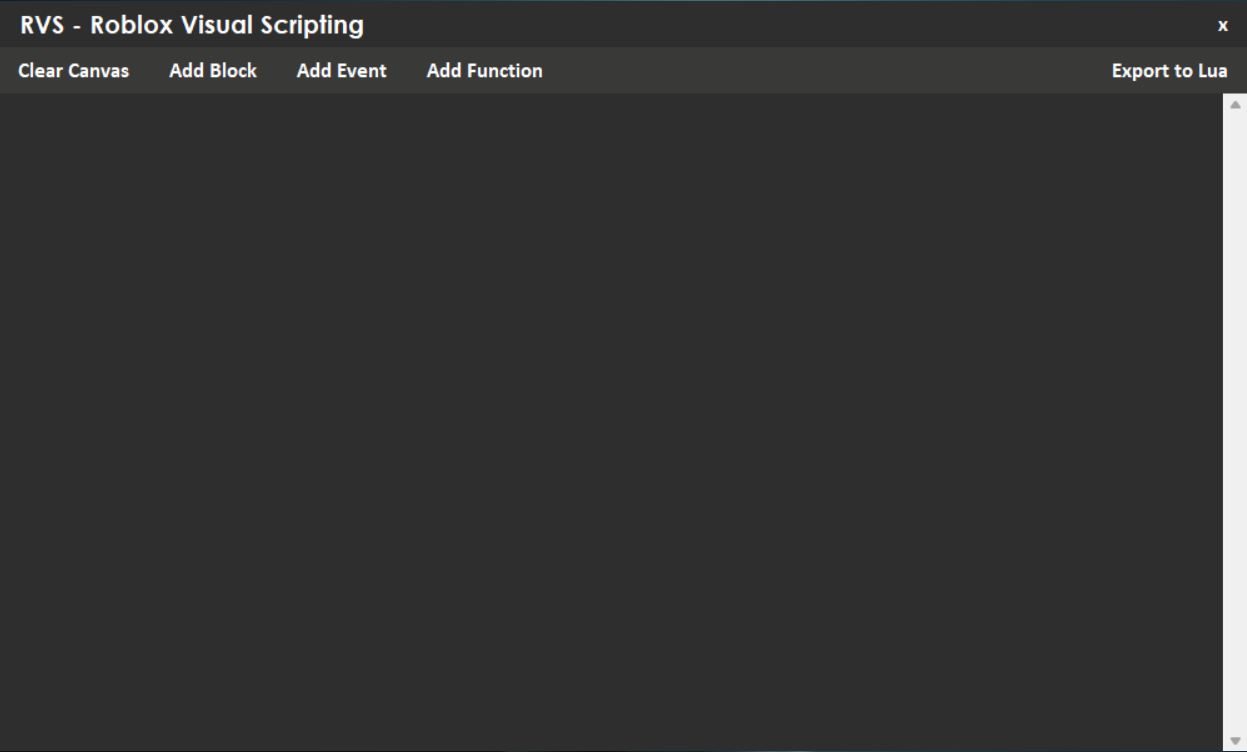 RVS - Roblox Visual Scripting x
Clear Canvas Add Block Add Event Add Function Export to Lua